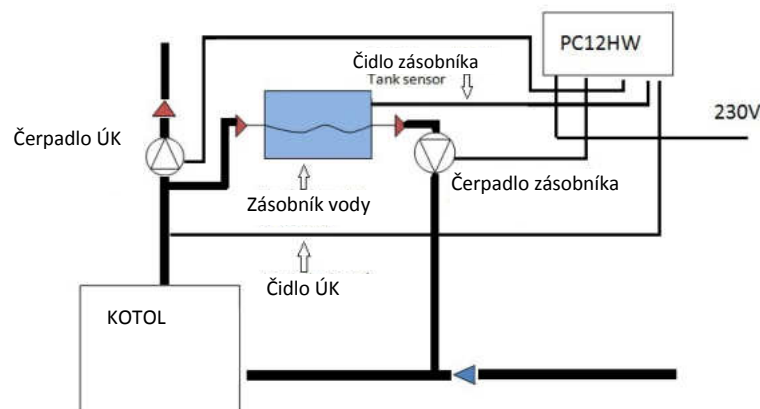 PC12HW
Čidlo zásobníka
Tank sensor
230V
Čerpadlo ÚK
Čerpadlo zásobníka
Zásobník vody
Čidlo ÚK
KOTOL